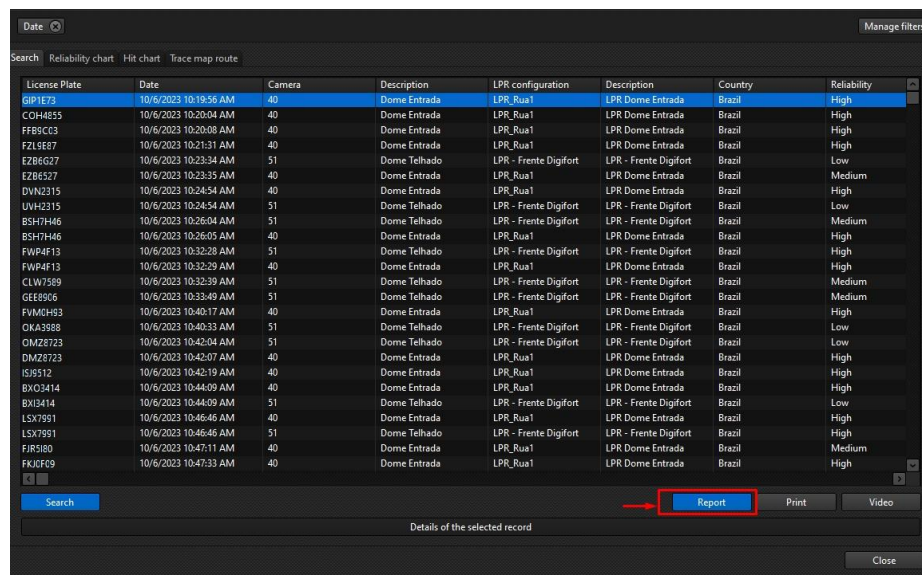 Date
Manage filters
Search Reliability chart Hit chart Trace map route
License Plate Date Camera Description LPR configuration Description Country Reliability
GIP1E73 10/6/2023 10:19:56 AM 40 Dome Entrada LPR_Rua1 LPR Dome Entrada Brazil High
COH4855 10/6/2023 10:20:04 AM 40 Dome Entrada LPR_Rua1 LPR Dome Entrada Brazil High
FFB9C03 10/6/2023 10:20:08 AM 40 Dome Entrada LPR_Rua1 LPR Dome Entrada Brazil High
FZL9E87 10/6/2023 10:21:31 AM 40 Dome Entrada LPR_Rua1 LPR Dome Entrada Brazil High
EZB6G27 10/6/2023 10:23:34 AM 51 Dome Telhado LPR - Frente Digifort LPR - Frente Digifort Brazil Low
EZB6527 10/6/2023 10:23:35 AM 40 Dome Entrada LPR_Rua1 LPR Dome Entrada Brazil Medium
DVN2315 10/6/2023 10:24:54 AM 40 Dome Entrada LPR_Rua1 LPR Dome Entrada Brazil High
UVH2315 10/6/2023 10:24:54 AM 51 Dome Telhado LPR - Frente Digifort LPR - Frente Digifort Brazil Low
BSH7H46 10/6/2023 10:26:04 AM 51 Dome Telhado LPR - Frente Digifort LPR - Frente Digifort Brazil Medium
BSH7H46 10/6/2023 10:26:05 AM 40 Dome Entrada LPR_Rua1 LPR Dome Entrada Brazil High
FWP4F13 10/6/2023 10:32:28 AM 51 Dome Telhado LPR - Frente Digifort LPR - Frente Digifort Brazil High
FWP4F13 10/6/2023 10:32:29 AM 40 Dome Entrada LPR_Rua1 LPR Dome Entrada Brazil High
CLW7589 10/6/2023 10:32:39 AM 51 Dome Telhado LPR - Frente Digifort LPR - Frente Digifort Brazil Medium
GEE8906 10/6/2023 10:33:49 AM 51 Dome Telhado LPR - Frente Digifort LPR - Frente Digifort Brazil Medium
FVM0H93 10/6/2023 10:40:17 AM 40 Dome Entrada LPR_Rua1 LPR Dome Entrada Brazil High
OKA3988 10/6/2023 10:40:33 AM 51 Dome Telhado LPR - Frente Digifort LPR - Frente Digifort Brazil Low
OMZ8723 10/6/2023 10:42:04 AM 51 Dome Telhado LPR - Frente Digifort LPR - Frente Digifort Brazil Low
DMZ8723 10/6/2023 10:42:07 AM 40 Dome Entrada LPR_Rua1 LPR Dome Entrada Brazil High
ISJ9512 10/6/2023 10:42:19 AM 40 Dome Entrada LPR_Rua1 LPR Dome Entrada Brazil High
BXO3414 10/6/2023 10:44:09 AM 40 Dome Entrada LPR_Rua1 LPR Dome Entrada Brazil High
BXI3414 10/6/2023 10:44:09 AM 51 Dome Telhado LPR - Frente Digifort LPR - Frente Digifort Brazil Low
LSX7991 10/6/2023 10:46:46 AM 40 Dome Entrada LPR_Rua1 LPR Dome Entrada Brazil High
LSX7991 10/6/2023 10:46:46 AM 51 Dome Telhado LPR - Frente Digifort LPR - Frente Digifort Brazil High
FJR5I80 10/6/2023 10:47:11 AM 40 Dome Entrada LPR_Rua1 LPR Dome Entrada Brazil Medium
FKJ0F09 10/6/2023 10:47:33 AM 40 Dome Entrada LPR_Rua1 LPR Dome Entrada Brazil High
Search Report Print Video
Details of the selected record
Close